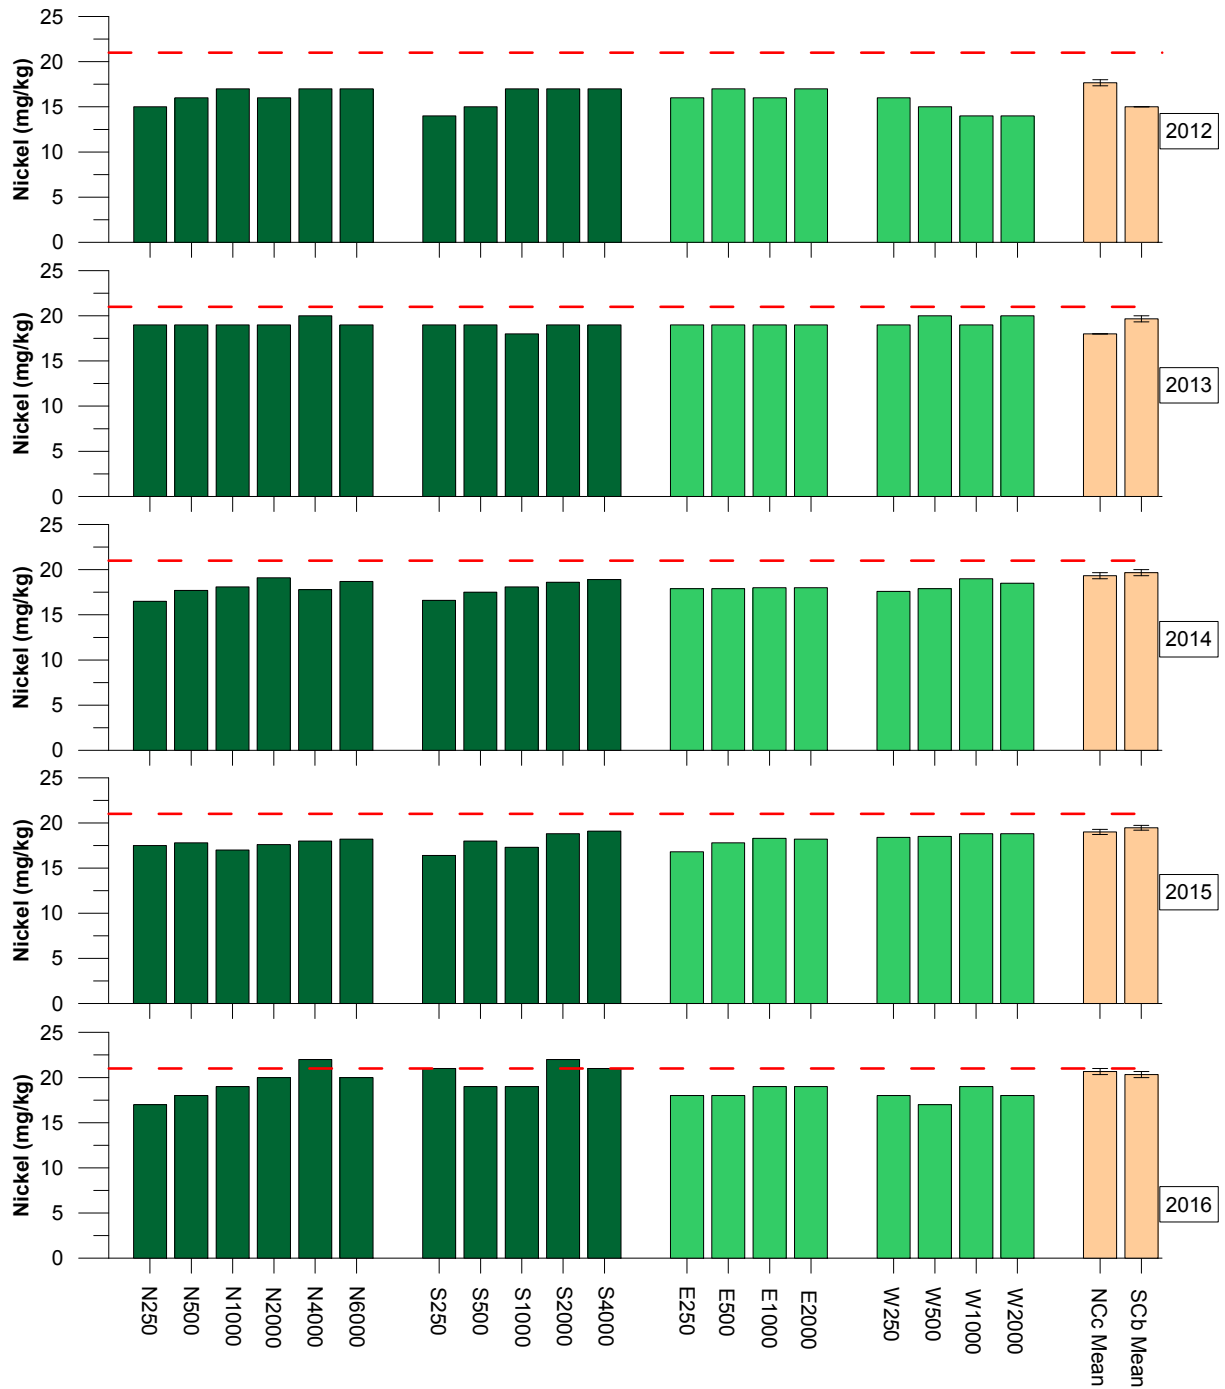 25
20
15
10
5
0
Nickel (mg/kg)
2012
25
20
15
10
5
0
Nickel (mg/kg)
2013
25
20
15
10
5
0
Nickel (mg/kg)
2014
25
20
15
10
5
0
Nickel (mg/kg)
2015
25
20
15
10
5
0
Nickel (mg/kg)
2016
N250
N500
N1000
N2000
N4000
N6000
S250
S500
S1000
S2000
S4000
E250
E500
E1000
E2000
W250
W500
W1000
W2000
NCc Mean
SCb Mean